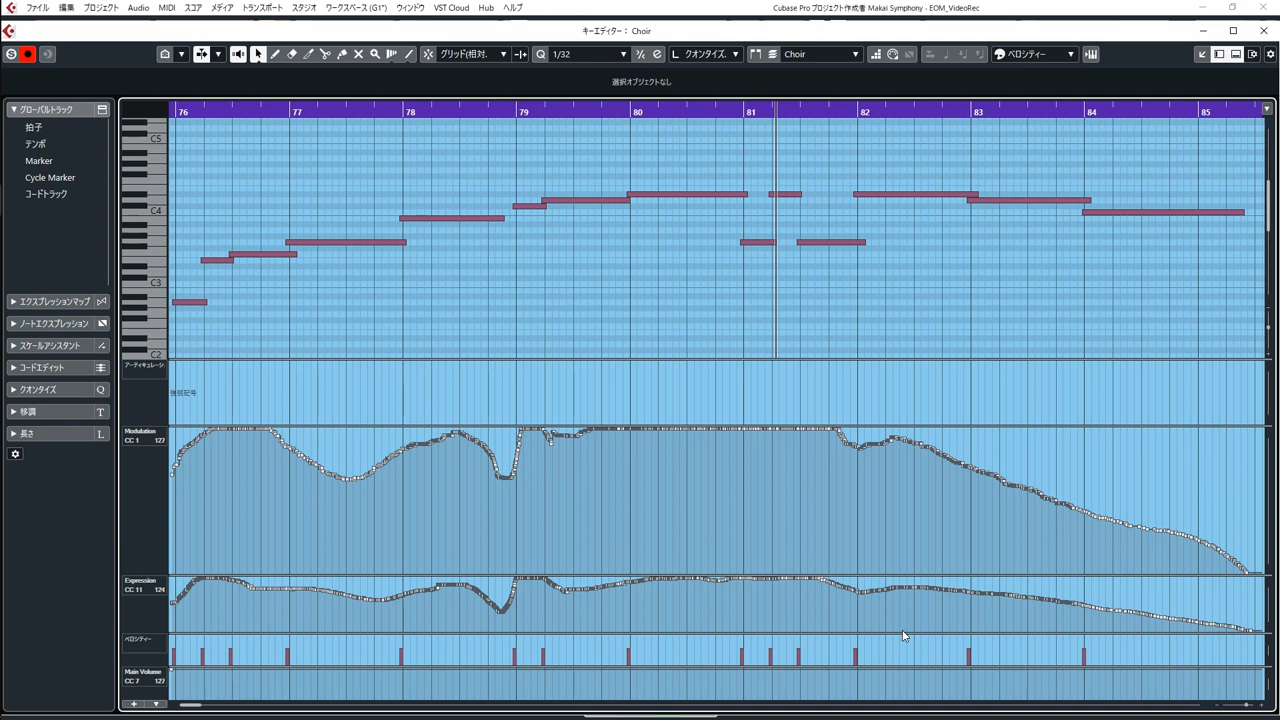 ファイル 編集 プロジェクト Audio MIDI スコア メディア トランスポート スタジオ ワークスペース (G1*) ウィンドウ VST Cloud Hub ヘルプ Cubase Pro プロジェクト作成者 Makai Symphony - EOM_VideoRec
キーエディター： Choir
グリッド(相対. Q 1/32 クオンタイズ. Choir ベロシティー
選択オブジェクトなし
グローバルトラック
拍子
テンポ
Marker
Cycle Marker
コードトラック
エクスプレッションマップ
ノートエクスプレッション
スケールアシスタント
コードエディット
クオンタイズ Q
移調 T
長さ L
76 77 78 79 80 81 82 83 84 85
C5
C4
C3
C2
アーティキュレーシ
強弱記号
Modulation
CC 1 127
Expression
CC 11 124
ベロシティー
Main Volume
CC 7 127